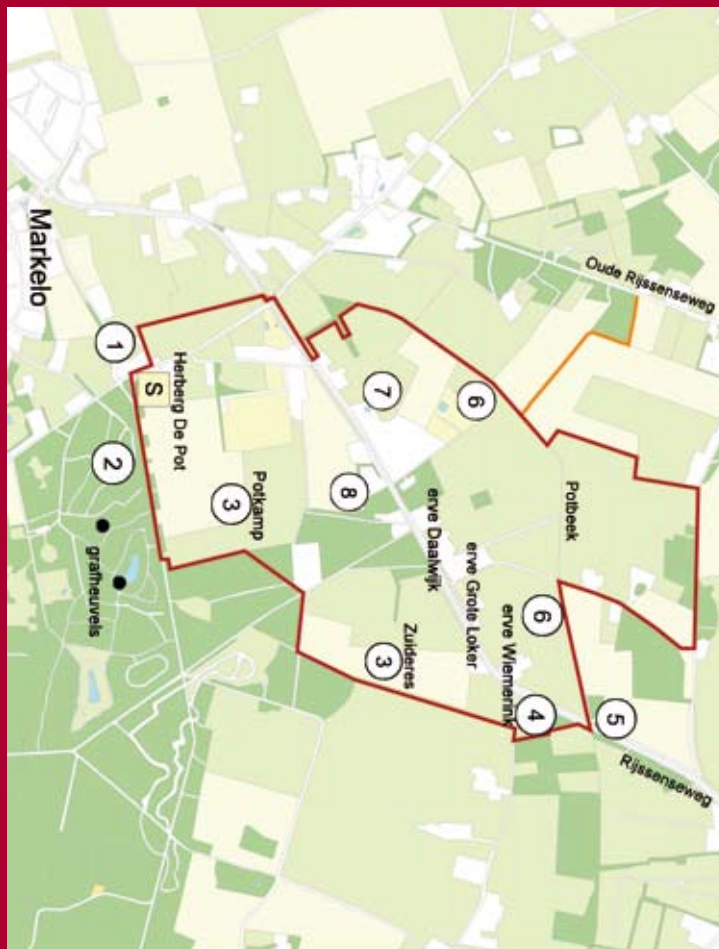 Markelo
Oude Rijssenseweg
1
S
Herberg De Pot
2
3
Potkamp
grafheuvels
7
6
8
erve Daalwijk
erve Grote Loker
Potbeek
6
erve Wiemerink
Zuideres
3
4
5
Rijssenseweg